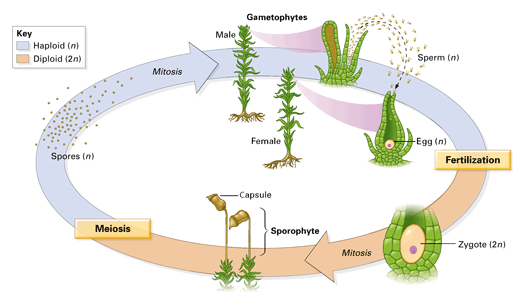 Key
Haploid (n)
Diploid (2n)
Gametophytes
Male
Mitosis
Sperm (n)
Female
Egg (n)
Spores (n)
Fertilization
Capsule
Sporophyte
Meiosis
Mitosis
Zygote (2n)